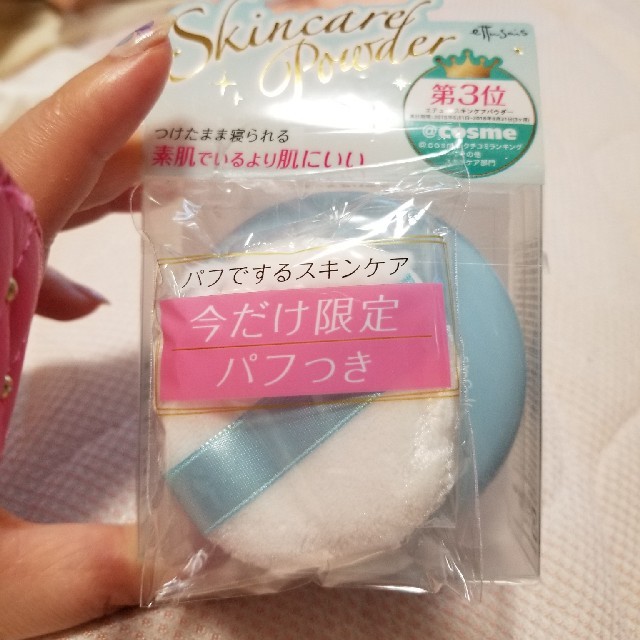 Skincare
Powder
ettusais
第3位
@cosme
つけたまま寝られる
素肌でいるより肌にいい
パフでするスキンケア
今だけ限定
パフつき